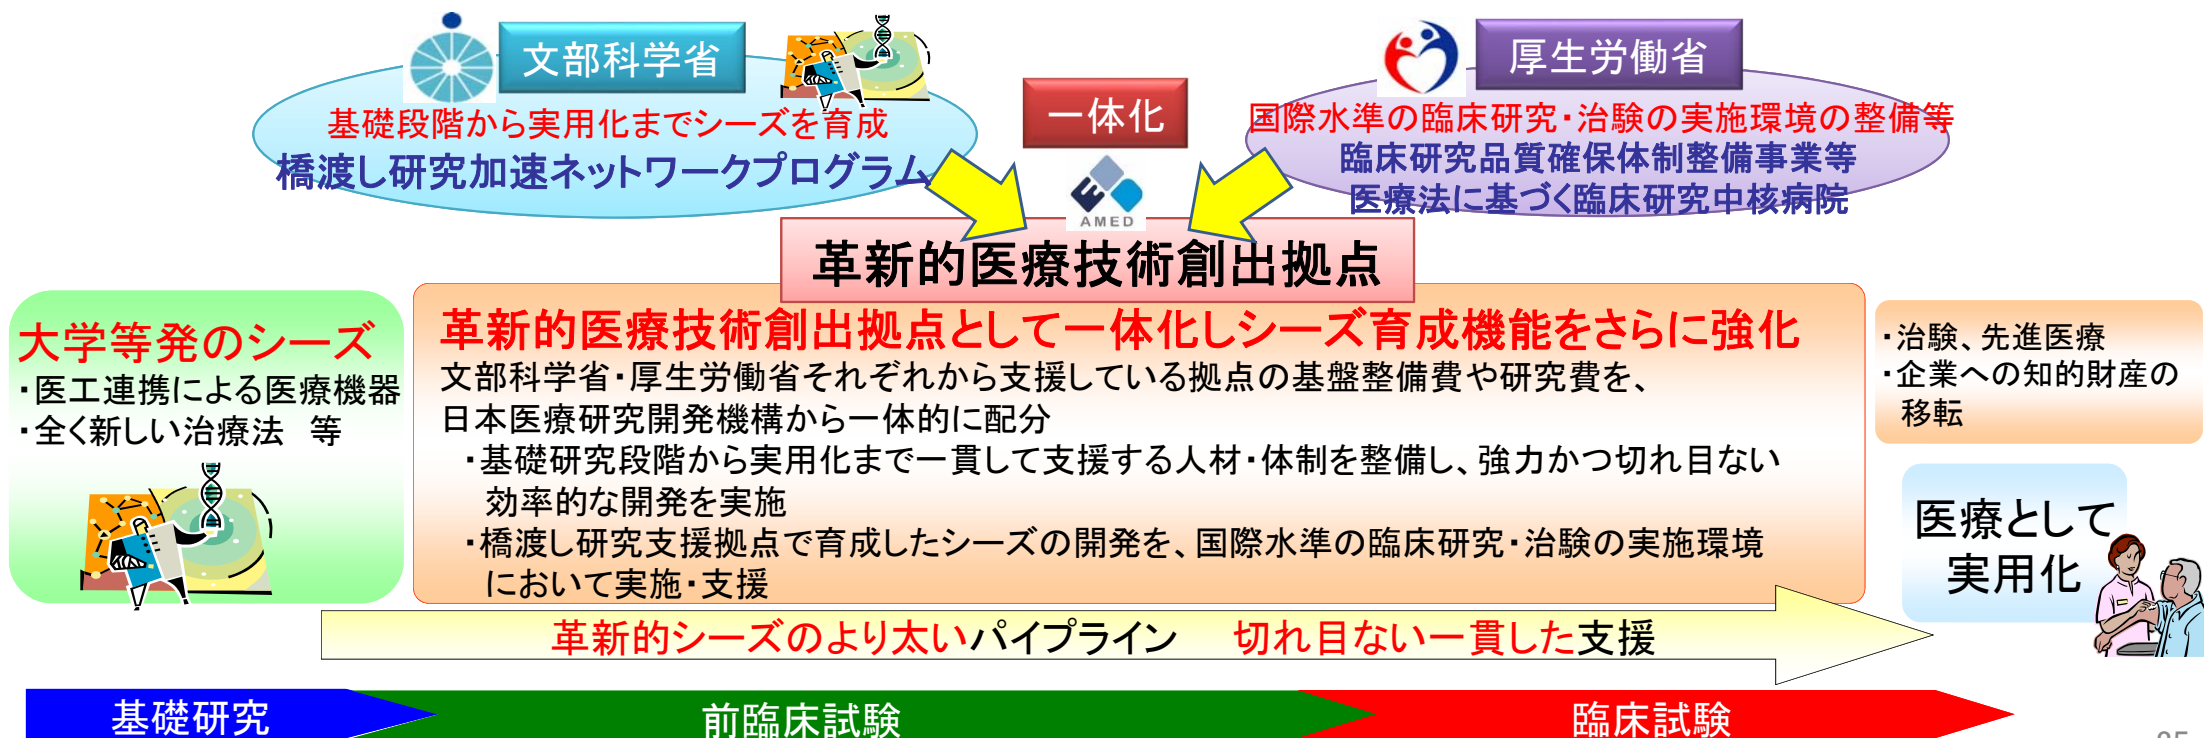 文部科学省
基礎段階から実用化までシーズを育成
橋渡し研究加速ネットワークプログラム
一体化
AMED
厚生労働省
国際水準の臨床研究・治験の実施環境の整備等
臨床研究品質確保体制整備事業等
医療法に基づく臨床研究中核病院
革新的医療技術創出拠点
大学等発のシーズ
・医工連携による医療機器
・全く新しい治療法　等
革新的医療技術創出拠点として一体化しシーズ育成機能をさらに強化
文部科学省・厚生労働省それぞれから支援している拠点の基盤整備費や研究費を、
日本医療研究開発機構から一体的に配分
・基礎研究段階から実用化まで一貫して支援する人材・体制を整備し、強力かつ切れ目ない
効率的な開発を実施
・橋渡し研究支援拠点で育成したシーズの開発を、国際水準の臨床研究・治験の実施環境
において実施・支援
・治験、先進医療
・企業への知的財産の
移転
医療として
実用化
革新的シーズのより太いパイプライン　切れ目ない一貫した支援
基礎研究
前臨床試験
臨床試験